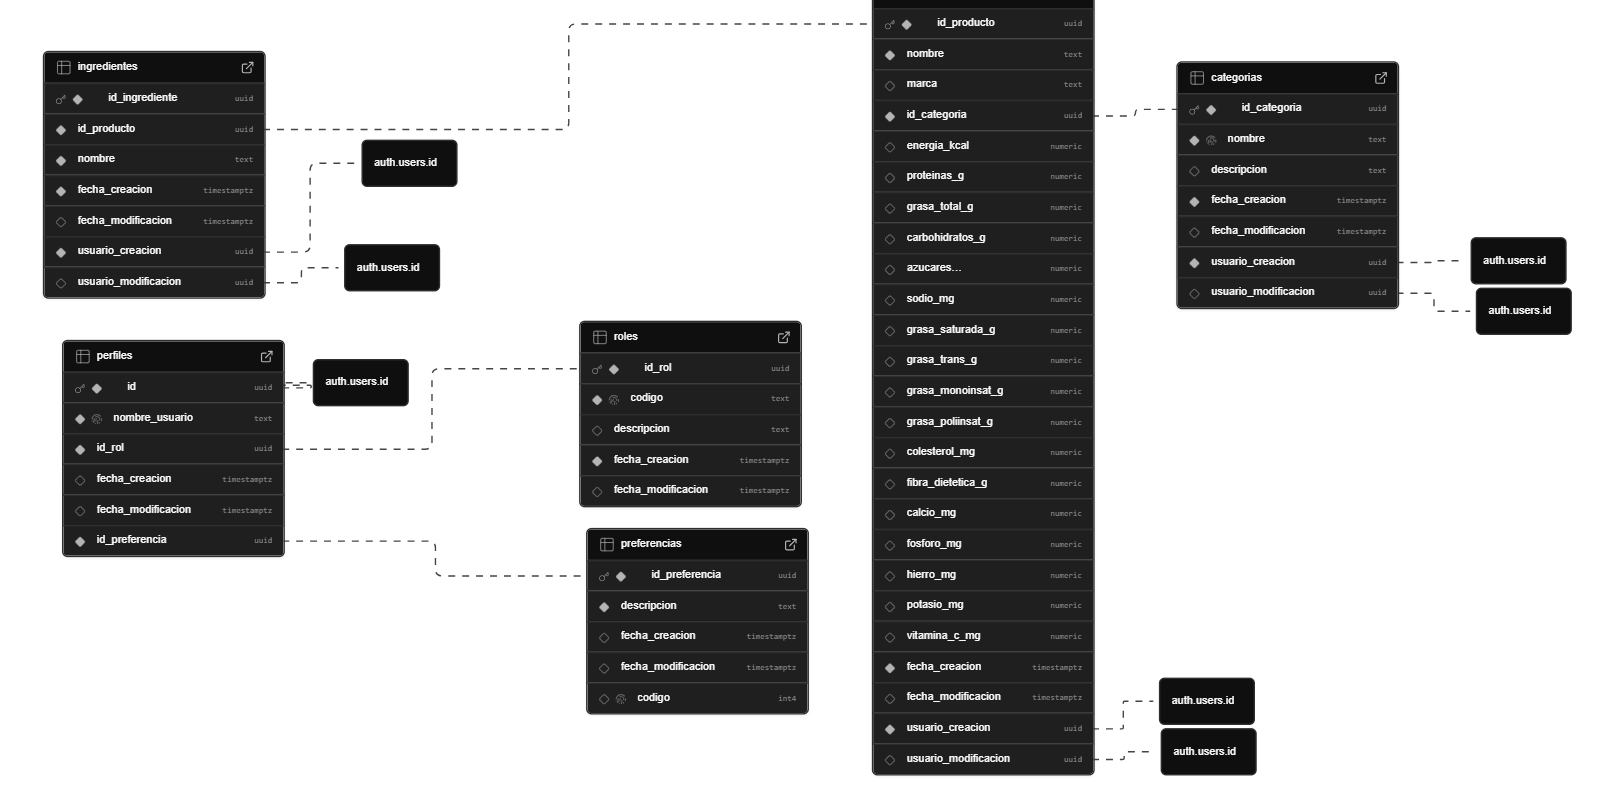 ingredientes
id_ingrediente uuid
id_producto uuid
nombre text
fecha_creacion timestamptz
fecha_modificacion timestamptz
usuario_creacion uuid
usuario_modificacion uuid
auth.users.id
auth.users.id
perfiles
id uuid
nombre_usuario text
id_rol uuid
fecha_creacion timestamptz
fecha_modificacion timestamptz
id_preferencia uuid
auth.users.id
roles
id_rol uuid
codigo text
descripcion text
fecha_creacion timestamptz
fecha_modificacion timestamptz
preferencias
id_preferencia uuid
descripcion text
fecha_creacion timestamptz
fecha_modificacion timestamptz
codigo int4
id_producto uuid
nombre text
marca text
id_categoria uuid
energia_kcal numeric
proteinas_g numeric
grasa_total_g numeric
carbohidratos_g numeric
azucares... numeric
sodio_mg numeric
grasa_saturada_g numeric
grasa_trans_g numeric
grasa_monoinsat_g numeric
grasa_poliinsat_g numeric
colesterol_mg numeric
fibra_dietetica_g numeric
calcio_mg numeric
fosforo_mg numeric
hierro_mg numeric
potasio_mg numeric
vitamina_c_mg numeric
fecha_creacion timestamptz
fecha_modificacion timestamptz
usuario_creacion uuid
usuario_modificacion uuid
auth.users.id
auth.users.id
categorias
id_categoria uuid
nombre text
descripcion text
fecha_creacion timestamptz
fecha_modificacion timestamptz
usuario_creacion uuid
usuario_modificacion uuid
auth.users.id
auth.users.id